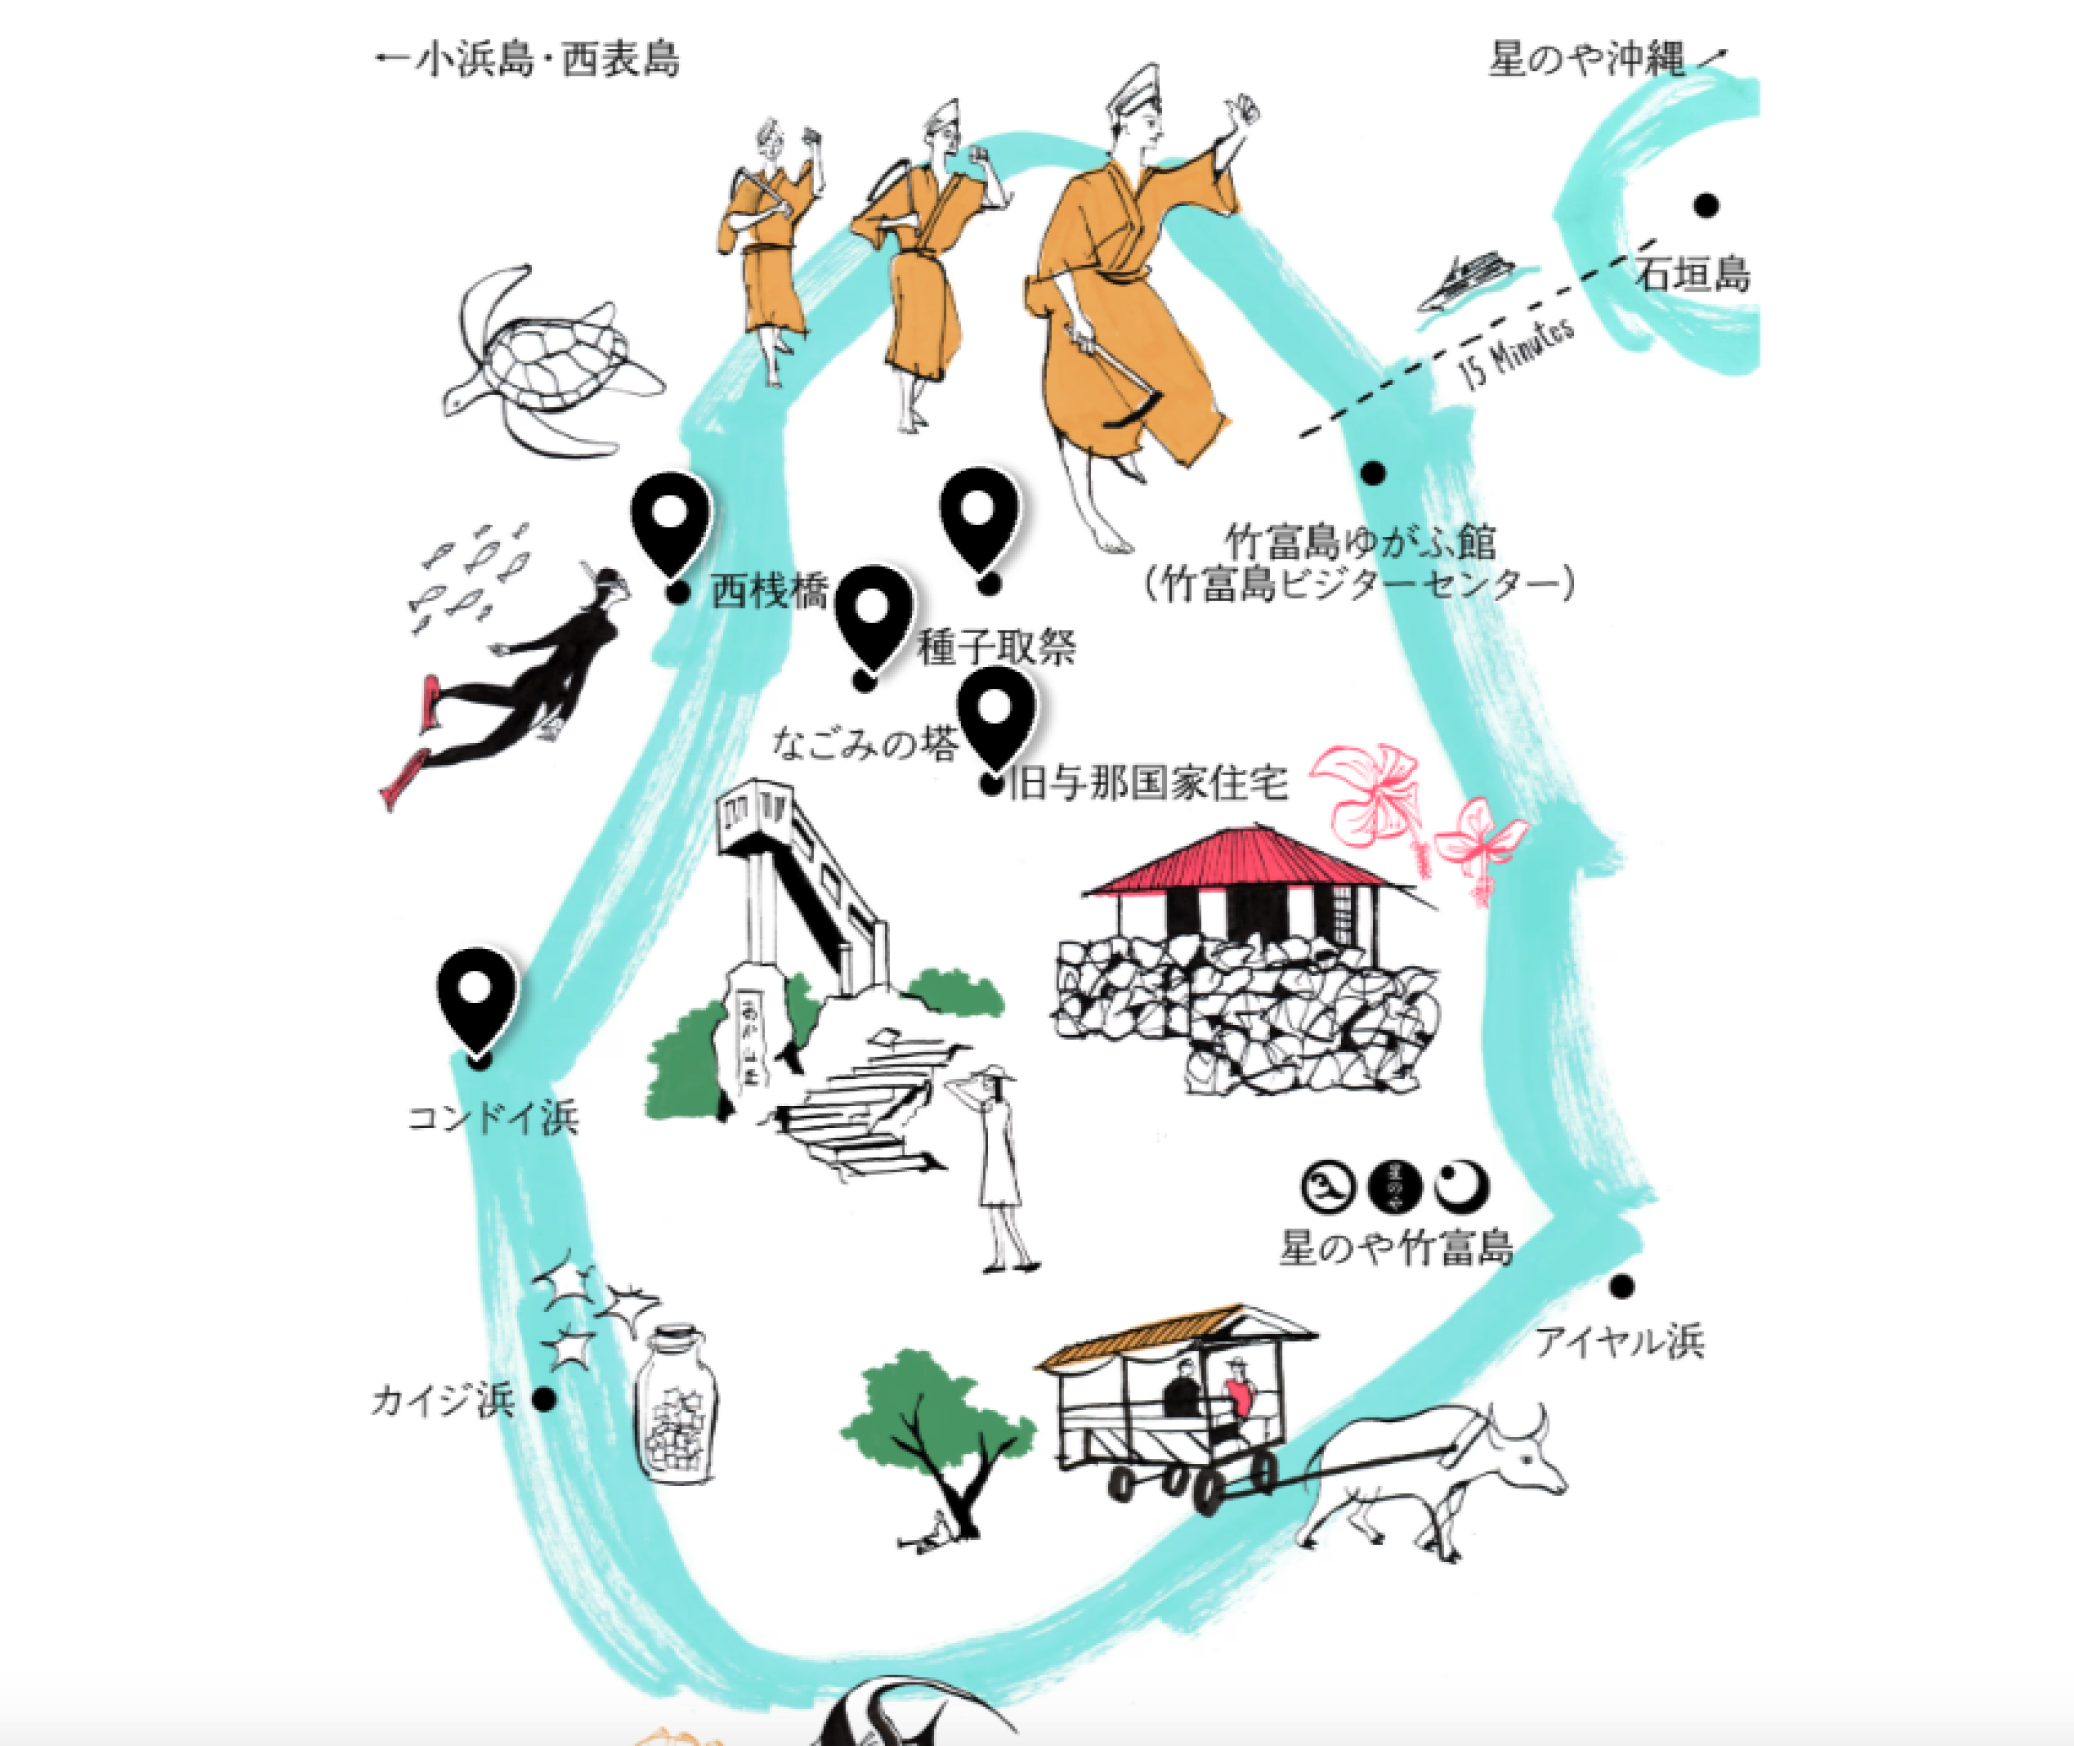 ←小浜島・西表島
星のや沖縄
石垣島
15 Minutes
竹富島ゆがふ館
（竹富島ビジターセンター）
西桟橋
種子取祭
なごみの塔
旧与那国家住宅
コンドイ浜
星のや
星のや竹富島
アイヤル浜
カイジ浜